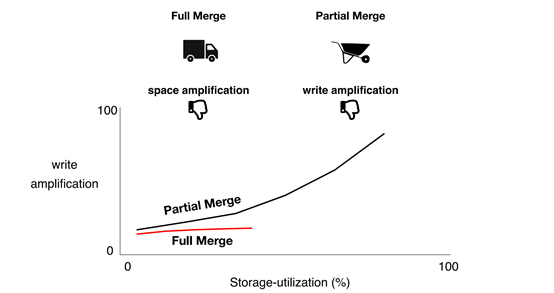 Full Merge
Partial Merge
space amplification
write amplification
100
write
amplification
Partial Merge
Full Merge
0
0
100
Storage-utilization (%)